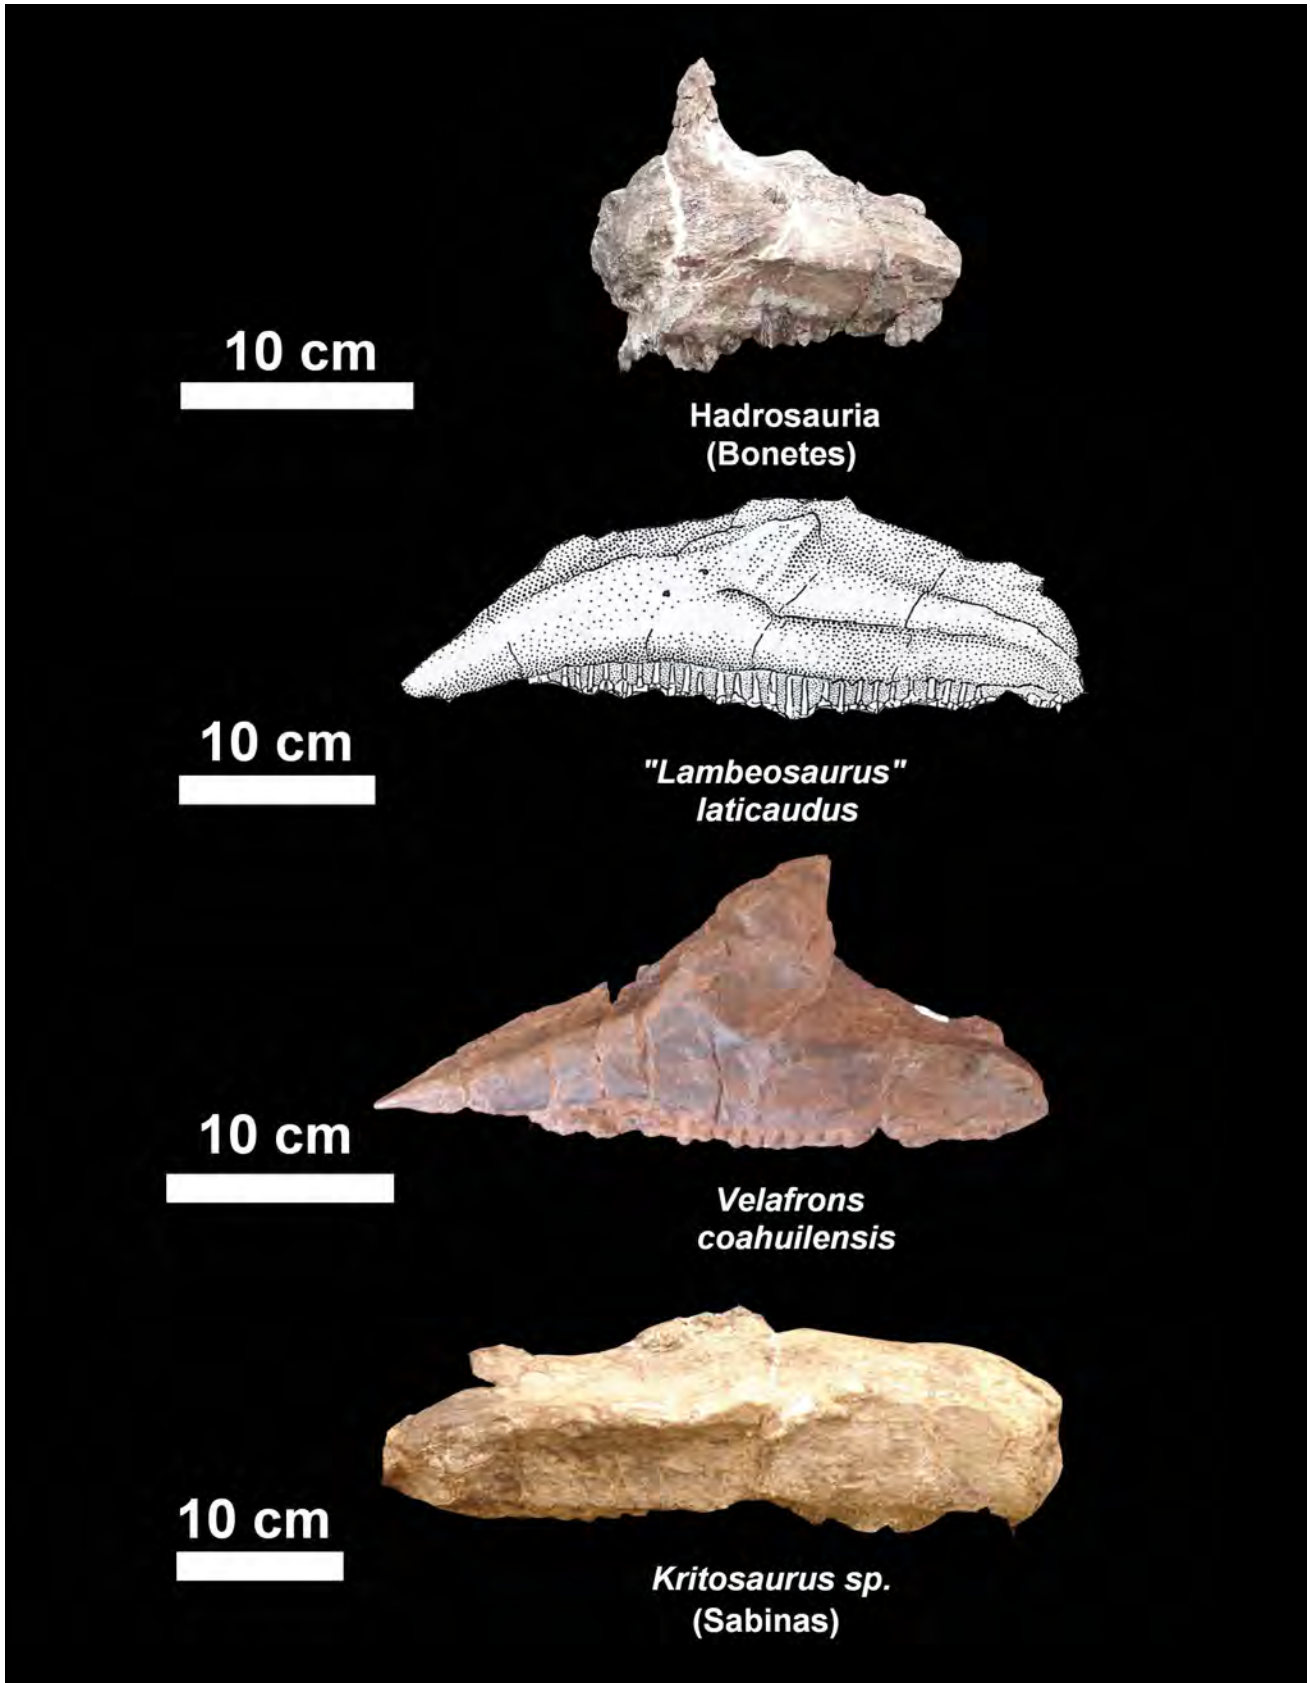 10 cm
Hadrosauria
(Bonetes)
10 cm
"Lambeosaurus"
laticaudus
10 cm
Velafrons
coahuilensis
10 cm
Kritosaurus sp.
(Sabinas)